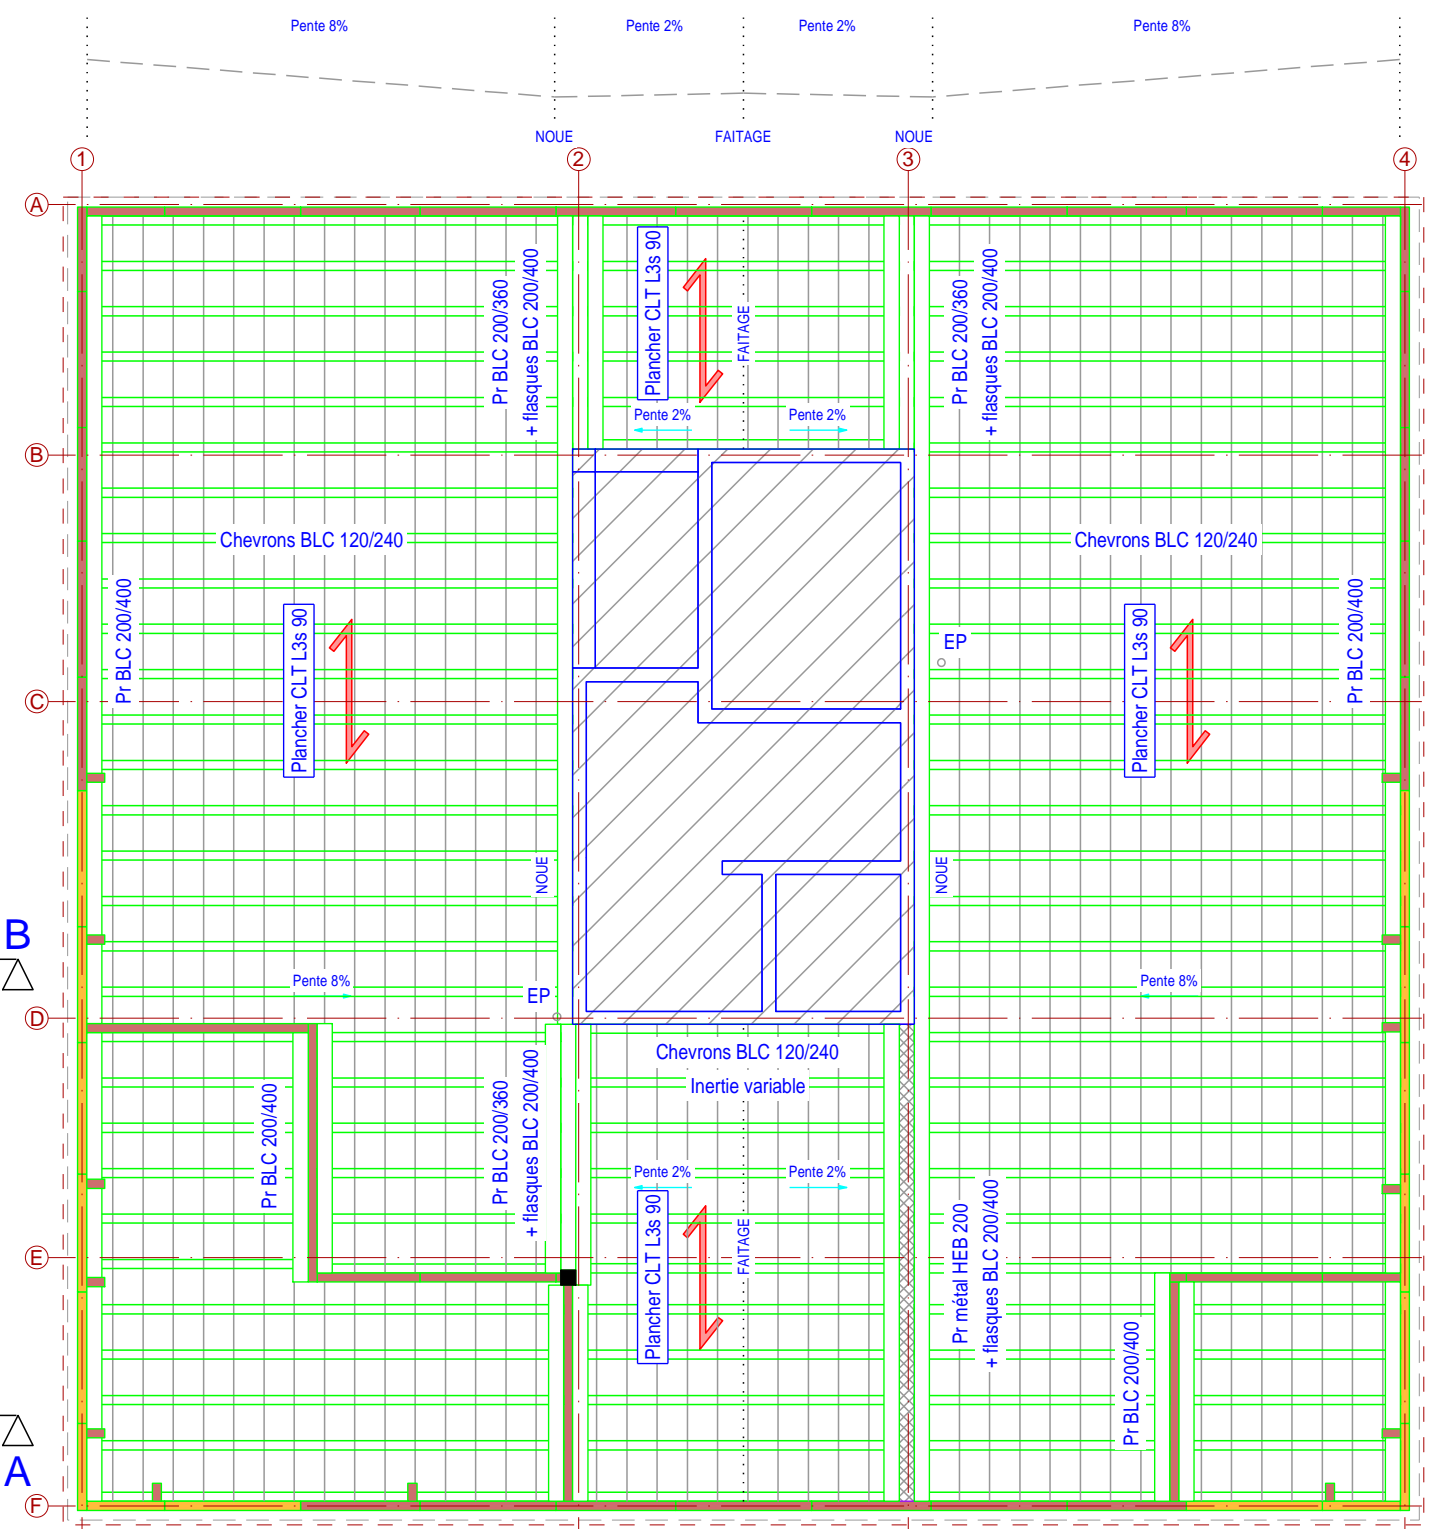 Pente 8%
Pente 2%
Pente 2%
Pente 8%
NOUE
FAITAGE
NOUE
1
2
3
4
A
Pr BLC 200/360
+ flasques BLC 200/400
Plancher CLT L3s 90
FAITAGE
Pr BLC 200/360
+ flasques BLC 200/400
Pente 2%
Pente 2%
B
Chevrons BLC 120/240
Chevrons BLC 120/240
Pr BLC 200/400
Plancher CLT L3s 90
EP
Plancher CLT L3s 90
Pr BLC 200/400
C
NOUE
NOUE
B
Pente 8%
EP
Pente 8%
D
Chevrons BLC 120/240
Inertie variable
Pr BLC 200/400
Pr BLC 200/360
+ flasques BLC 200/400
Pente 2%
Pente 2%
Plancher CLT L3s 90
FAITAGE
Pr métal HEB 200
+ flasques BLC 200/400
E
Pr BLC 200/400
A
F